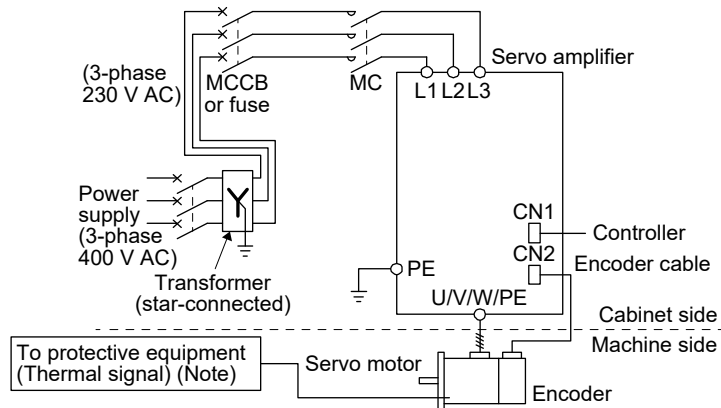 Servo amplifier
(3-phase
230 V AC)
MCCB
or fuse
MC
L1 L2 L3
Power
supply
(3-phase
400 V AC)
Transformer
(star-connected)
CN1
Controller
CN2
Encoder cable
PE
U/V/W/PE
Cabinet side
Machine side
To protective equipment
(Thermal signal) (Note)
Servo motor
Encoder